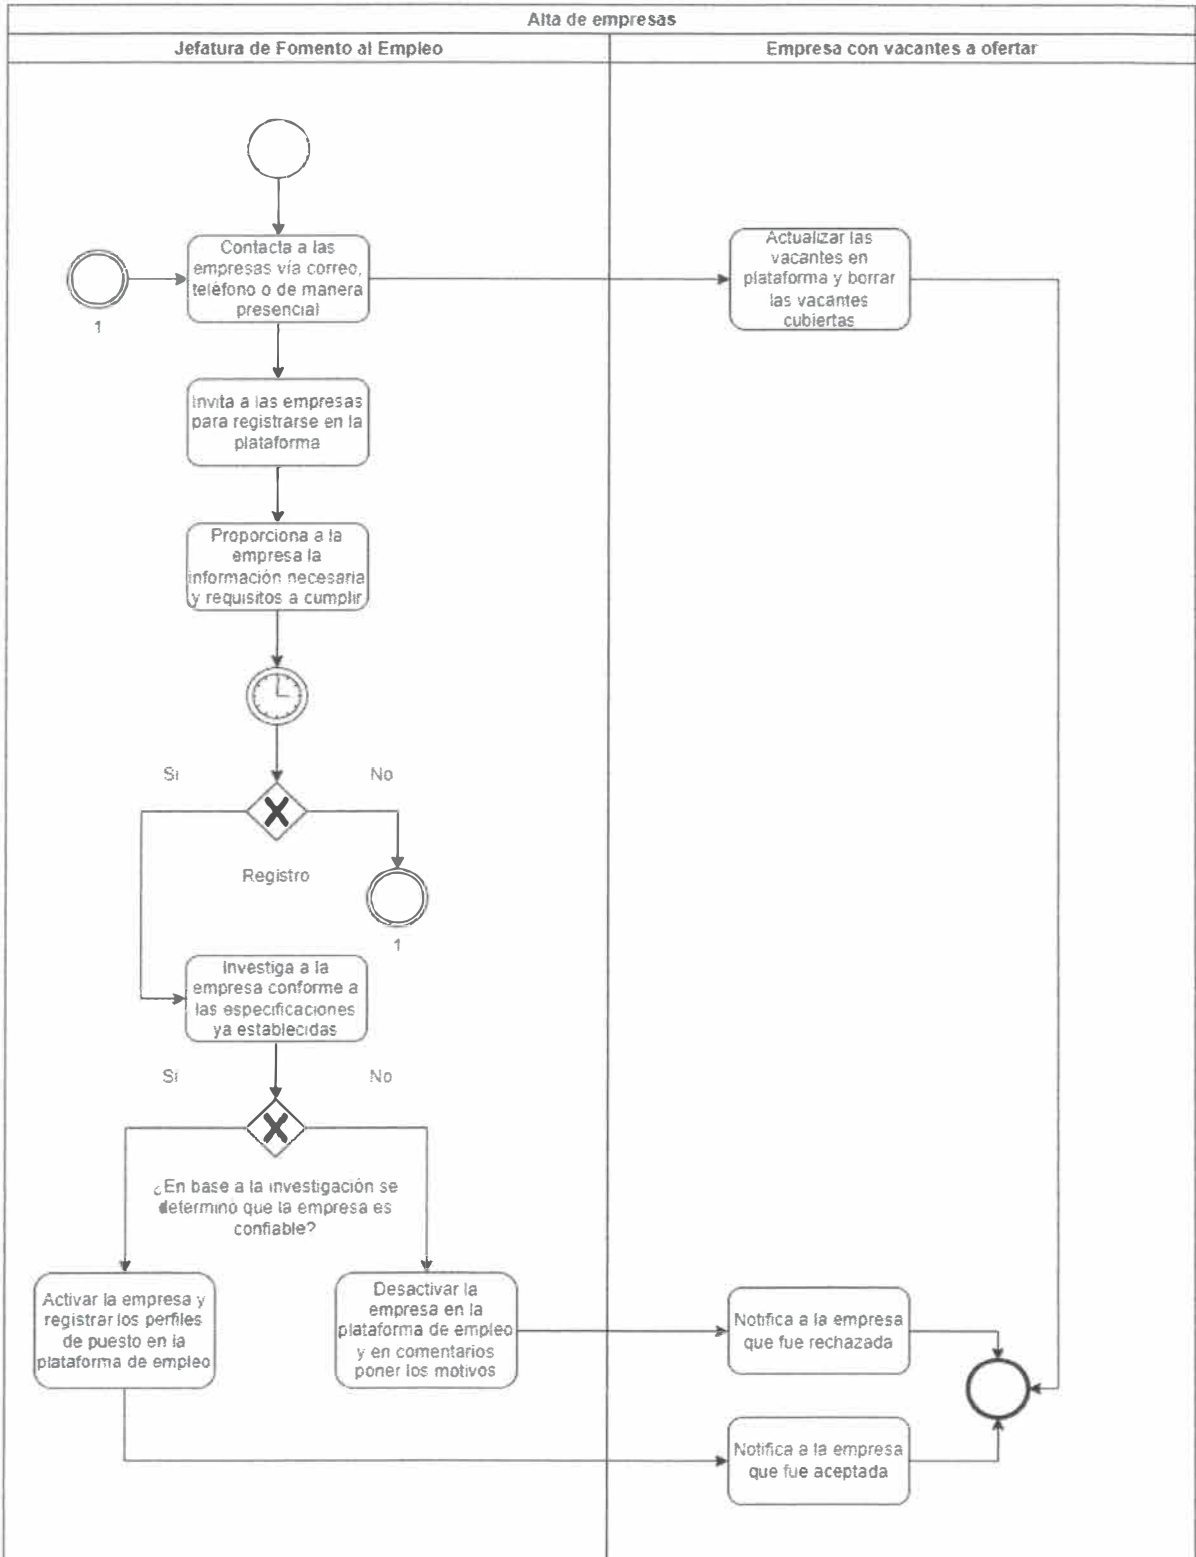 Alta de empresas
Jefatura de Fomento al Empleo
Empresa con vacantes a ofertar
Contacta a las
empresas vía correo,
teléfono o de manera
presencial
1
Actualizar las
vacantes en
plataforma y borrar
las vacantes
cubiertas
Invita a las empresas
para registrarse en la
plataforma
Proporciona a la
empresa la
información necesaria
y requisitos a cumplir
Si
No
Registro
1
Investiga a la
empresa conforme a
las especificaciones
ya establecidas
Si
No
¿En base a la investigación se
determinó que la empresa es
confiable?
Activar la empresa y
registrar los perfiles
de puesto en la
plataforma de empleo
Desactivar la
empresa en la
plataforma de empleo
y en comentarios
poner los motivos
Notifica a la empresa
que fue rechazada
Notifica a la empresa
que fue aceptada